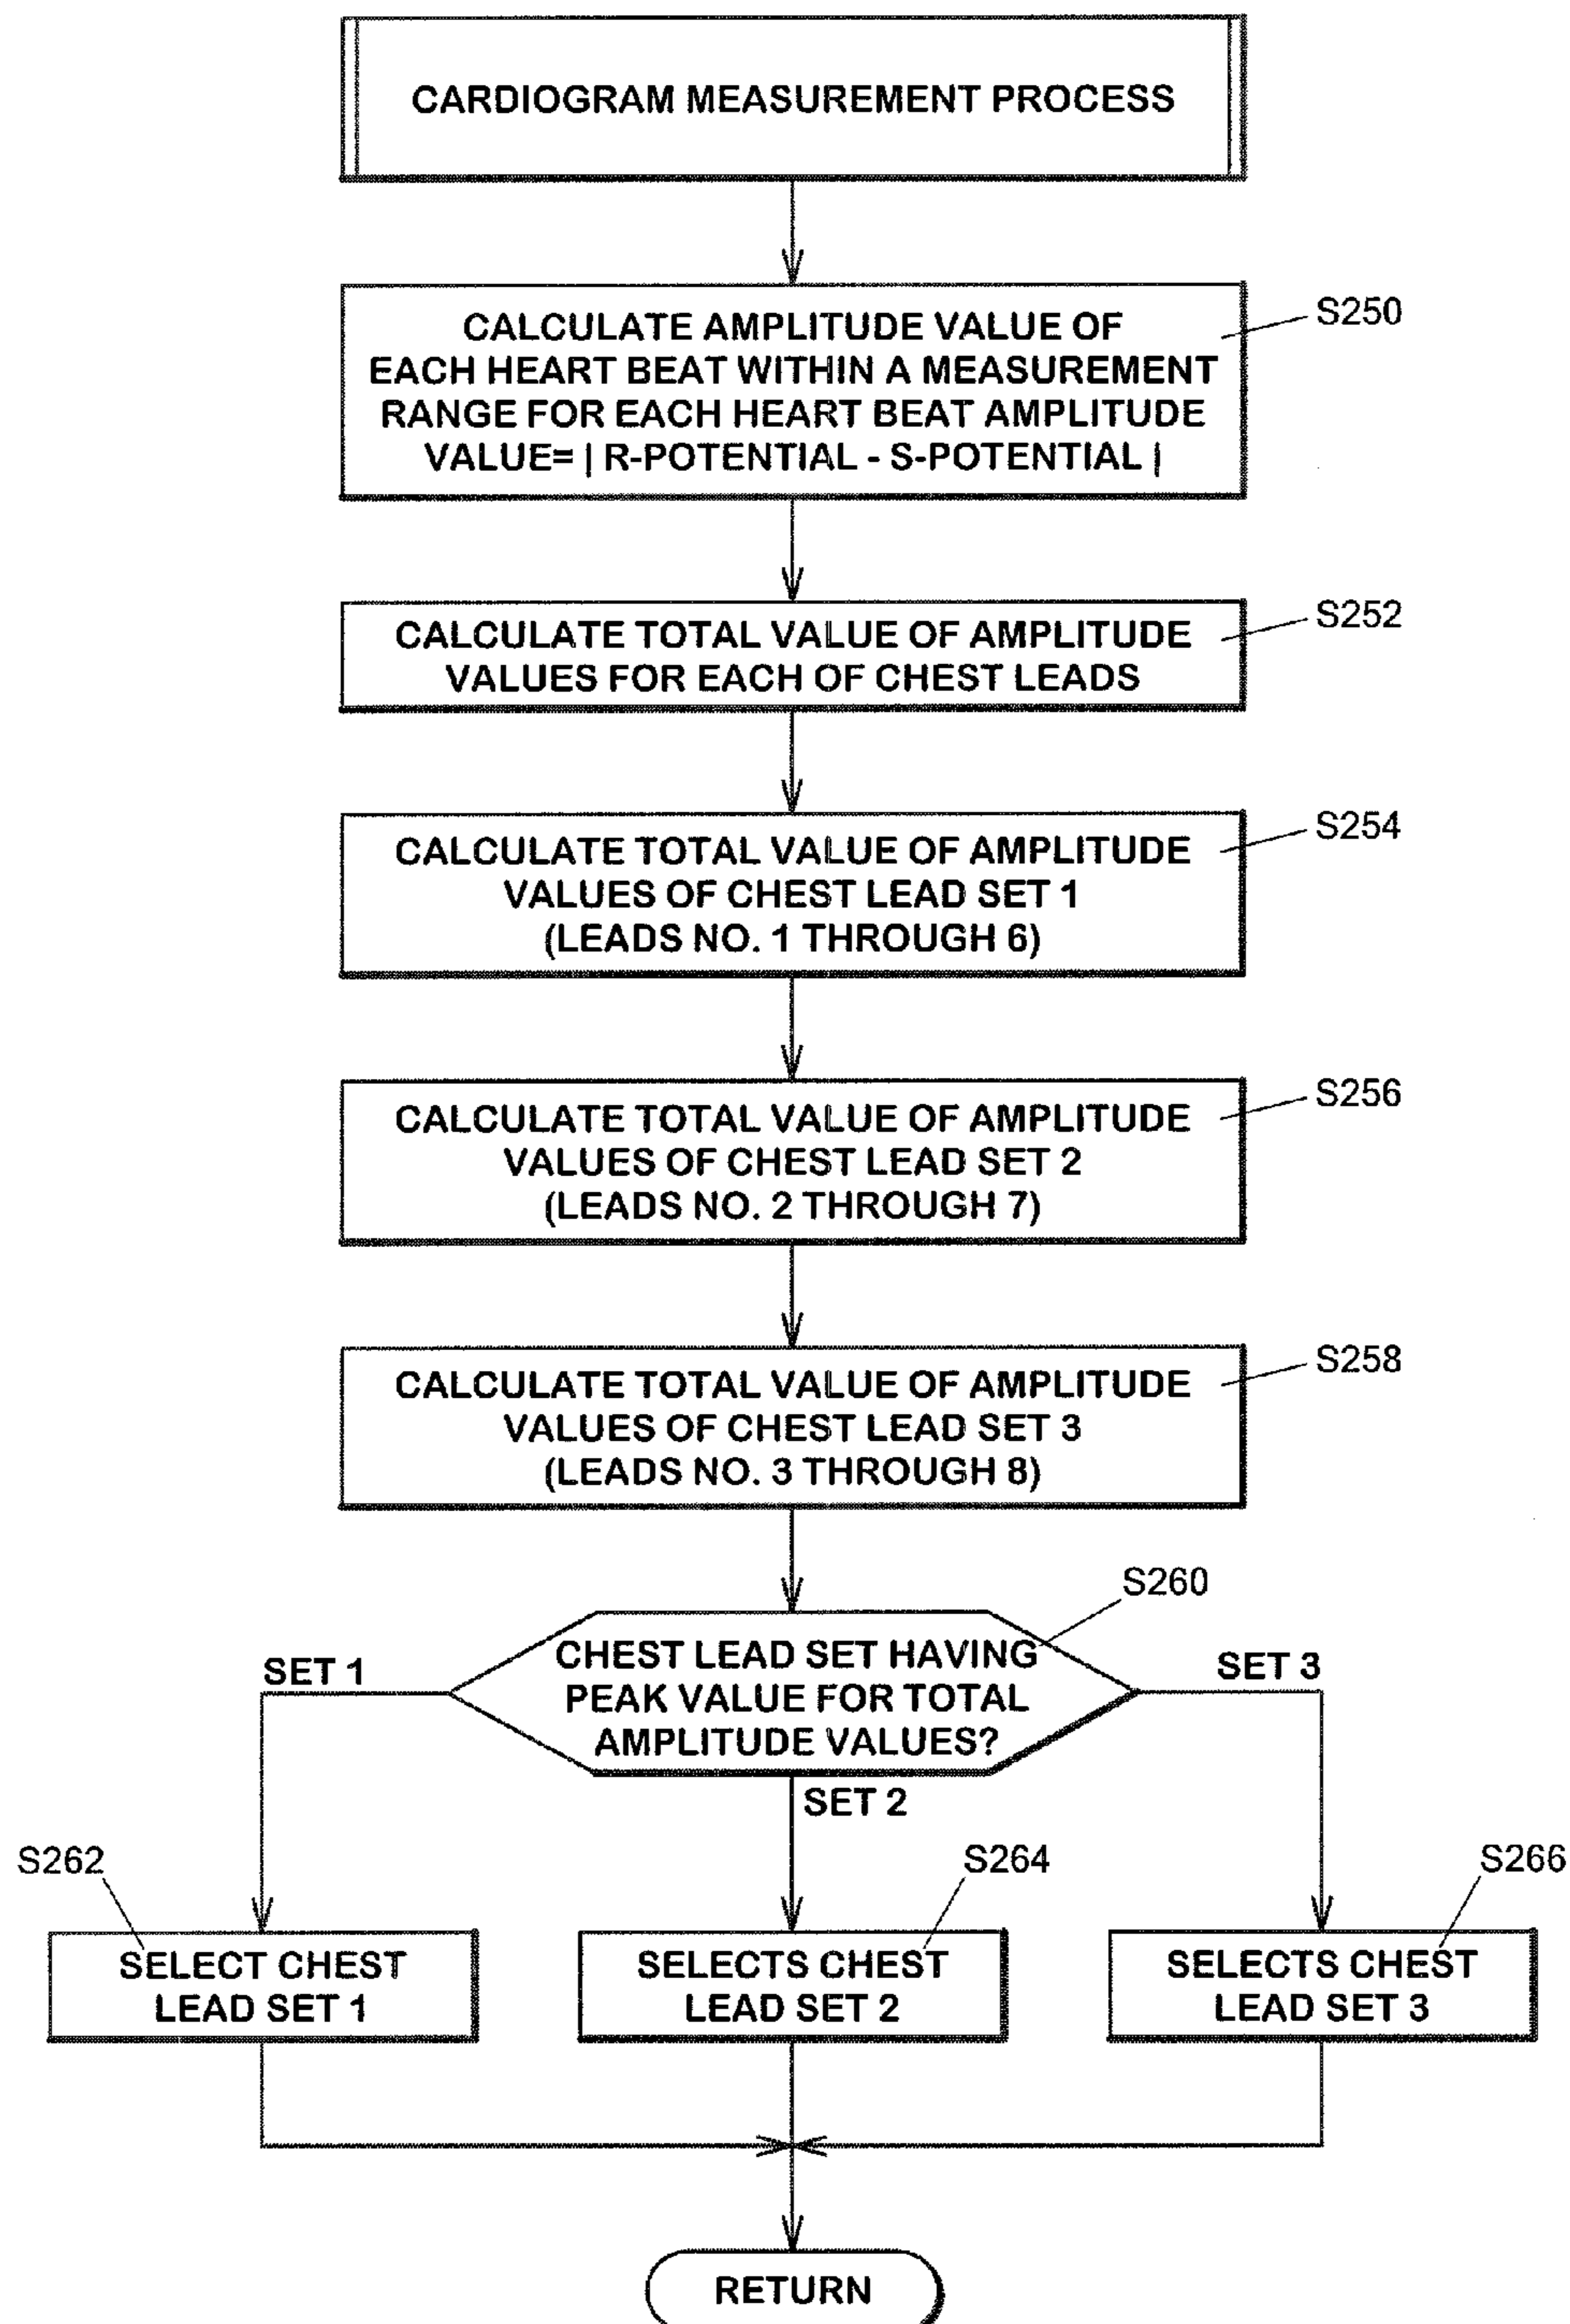 CARDIOGRAM MEASUREMENT PROCESS
CALCULATE AMPLITUDE VALUE OF
EACH HEART BEAT WITHIN A MEASUREMENT
RANGE FOR EACH HEART BEAT AMPLITUDE
VALUE= | R-POTENTIAL - S-POTENTIAL |
S250
CALCULATE TOTAL VALUE OF AMPLITUDE
VALUES FOR EACH OF CHEST LEADS
S252
CALCULATE TOTAL VALUE OF AMPLITUDE
VALUES OF CHEST LEAD SET 1
(LEADS NO. 1 THROUGH 6)
S254
CALCULATE TOTAL VALUE OF AMPLITUDE
VALUES OF CHEST LEAD SET 2
(LEADS NO. 2 THROUGH 7)
S256
CALCULATE TOTAL VALUE OF AMPLITUDE
VALUES OF CHEST LEAD SET 3
(LEADS NO. 3 THROUGH 8)
S258
S260
CHEST LEAD SET HAVING
PEAK VALUE FOR TOTAL
AMPLITUDE VALUES?
SET 1
SET 2
SET 3
S262
SELECT CHEST
LEAD SET 1
S264
SELECTS CHEST
LEAD SET 2
S266
SELECTS CHEST
LEAD SET 3
RETURN